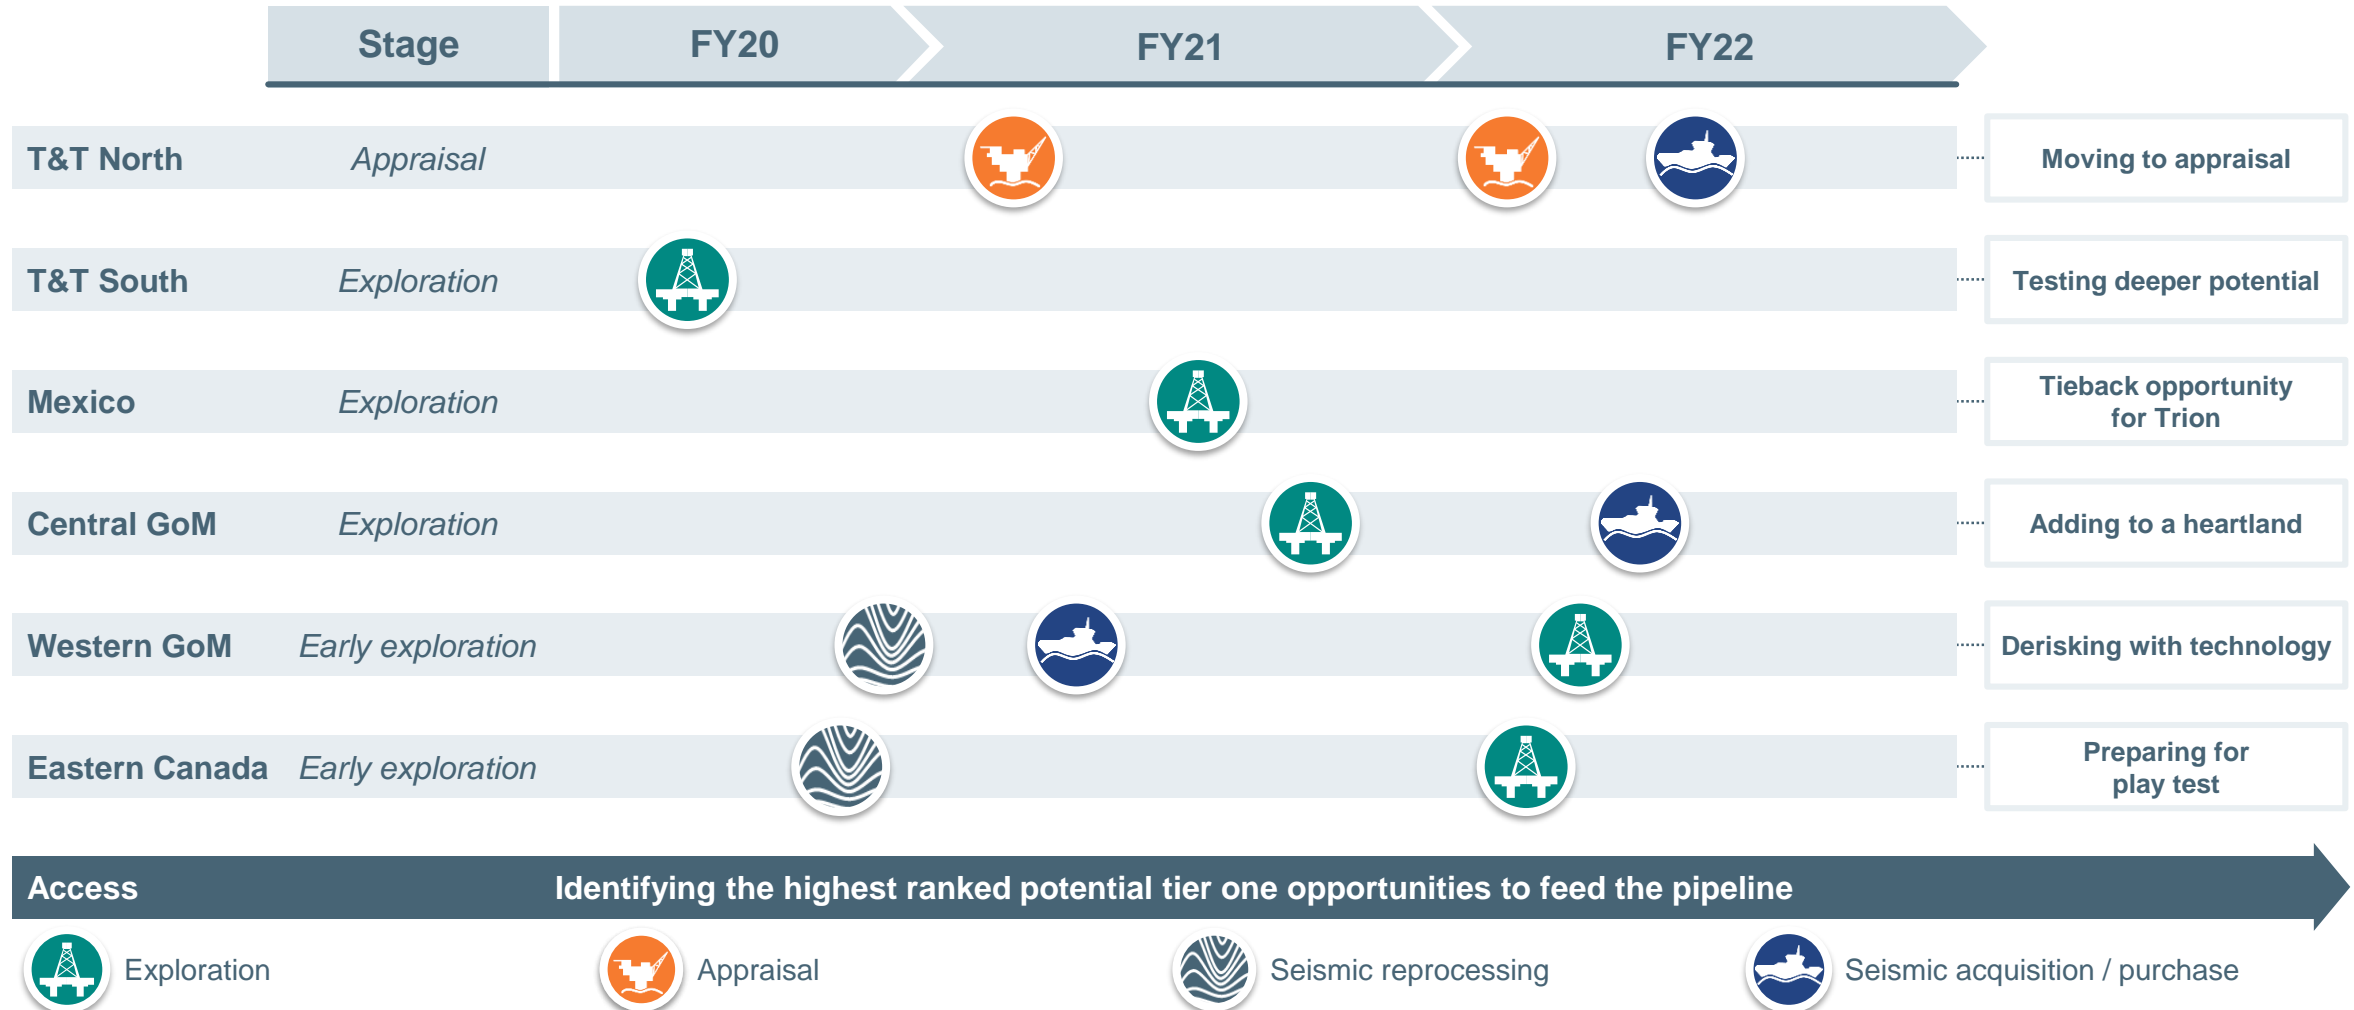 Stage FY20 FY21 FY22
T&T North Appraisal Moving to appraisal
T&T South Exploration Testing deeper potential
Mexico Exploration Tieback opportunity
for Trion
Central GoM Exploration Adding to a heartland
Western GoM Early exploration Derisking with technology
Eastern Canada Early exploration Preparing for
play test
Access Identifying the highest ranked potential tier one opportunities to feed the pipeline
Exploration Appraisal Seismic reprocessing Seismic acquisition / purchase